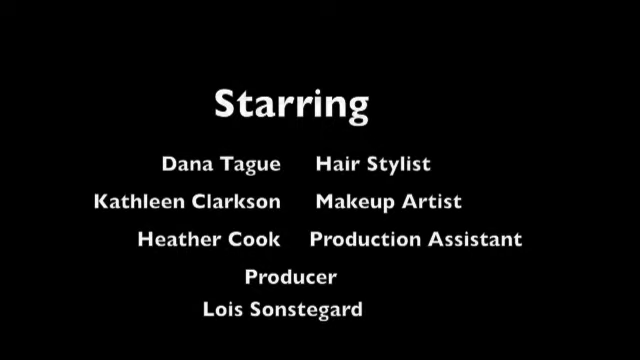 Starring
Dana Tague Hair Stylist
Kathleen Clarkson Makeup Artist
Heather Cook Production Assistant
Producer
Lois Sonstegard